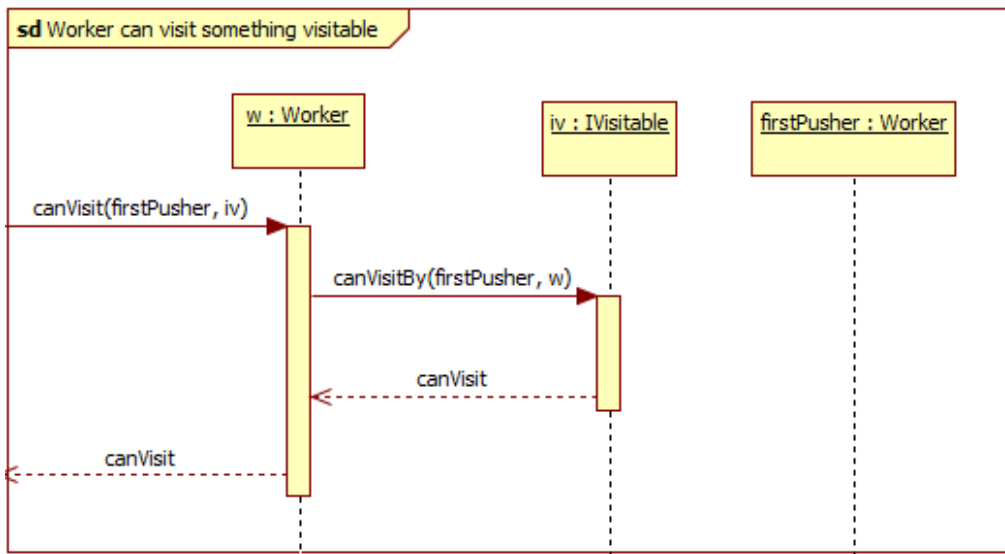 sd Worker can visit something visitable
w : Worker
iv : IVisitable
firstPusher : Worker
canVisit(firstPusher, iv)
canVisitBy(firstPusher, w)
canVisit
canVisit